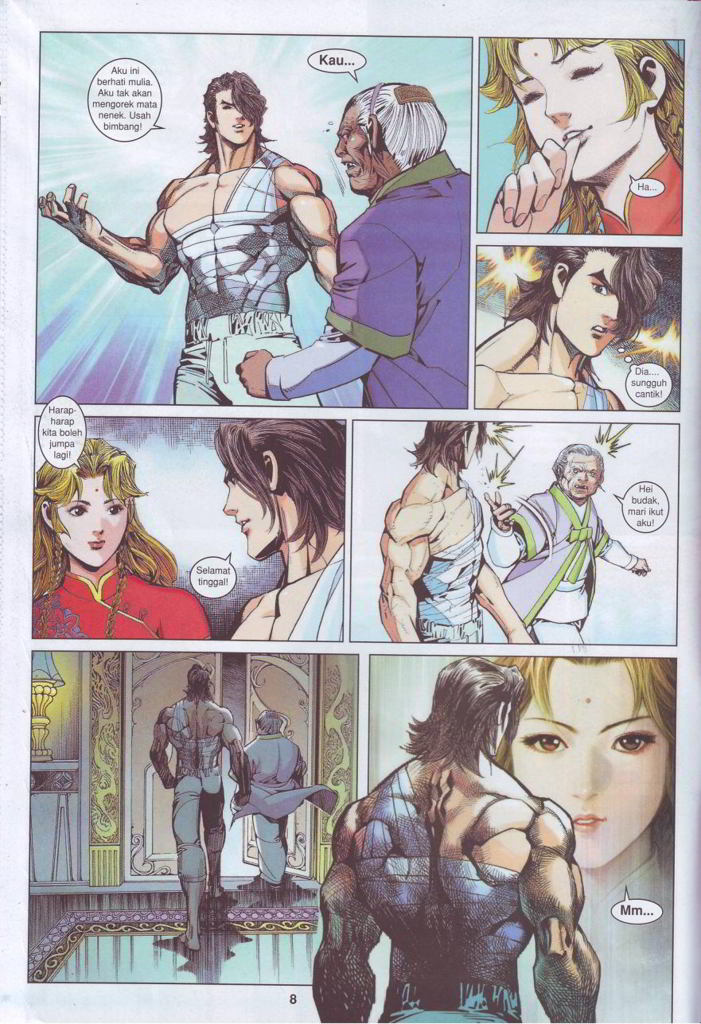 Aku ini
berhati mulia.
Aku tak akan
mengorek mata
nenek. Usah
bimbang!
Kau...
Ha...
Dia....
sungguh
cantik!
Harap-
harap
kita boleh
jumpa
lagi!
Selamat
tinggal!
Hei
budak,
mari ikut
aku!
Mm...
8